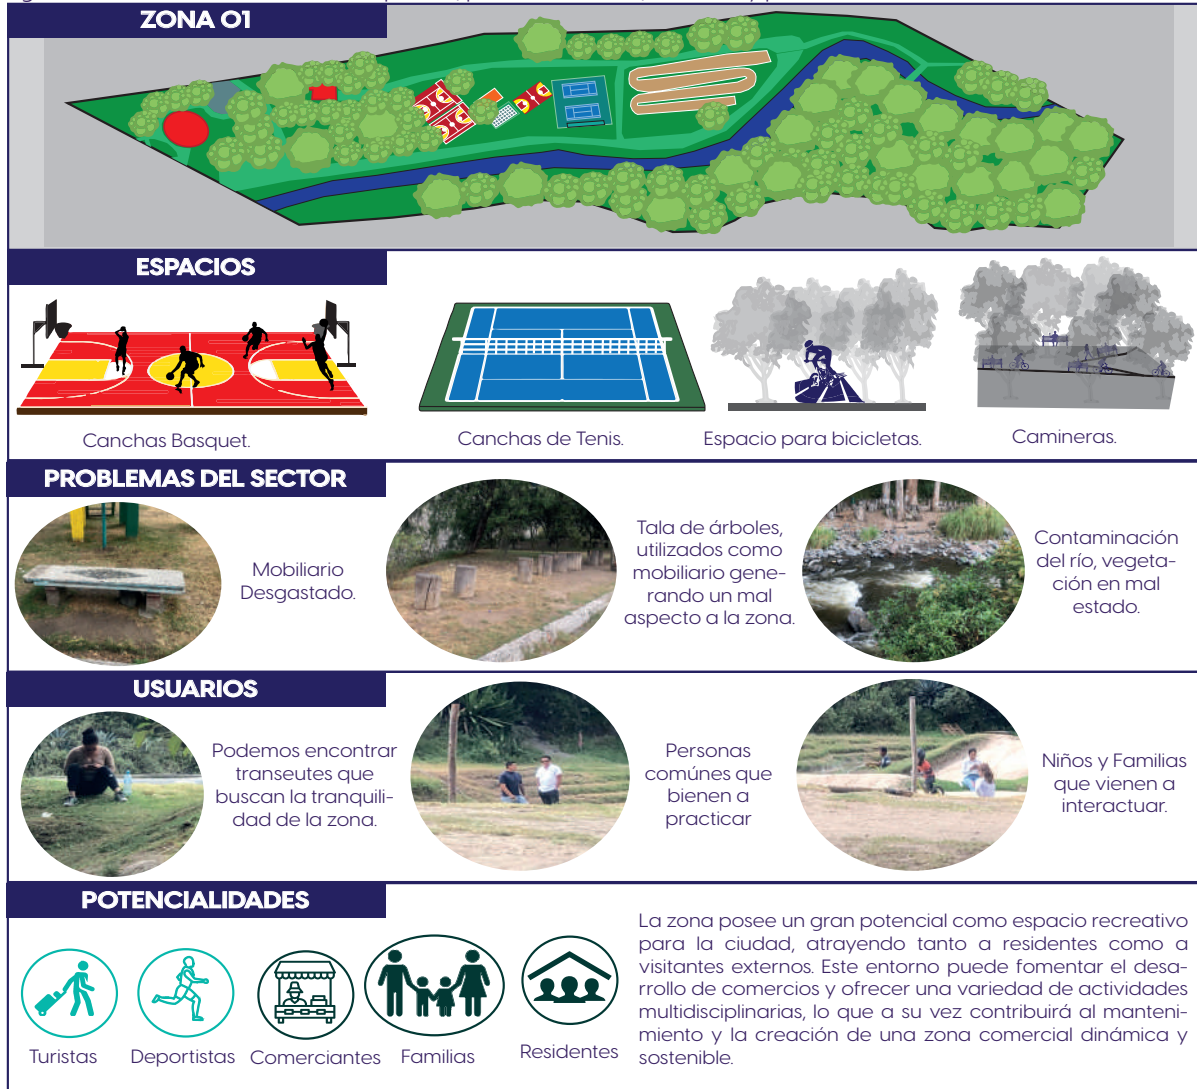 ZONA 01
ESPACIOS
Canchas Basquet.
Canchas de Tenis.
Espacio para bicicletas.
Camineras.
PROBLEMAS DEL SECTOR
Mobiliario
Desgastado.
Tala de árboles,
utilizados como
mobiliario gene-
rando un mal
aspecto a la zona.
Contaminación
del río, vegeta-
ción en mal
estado.
USUARIOS
Podemos encontrar
transeutes que
buscan la tranquili-
dad de la zona.
Personas
comúnes que
bienen a
practicar
Niños y Familias
que vienen a
interactuar.
POTENCIALIDADES
Turistas
Deportistas
Comerciantes
Familias
Residentes
La zona posee un gran potencial como espacio recreativo
para la ciudad, atrayendo tanto a residentes como a
visitantes externos. Este entorno puede fomentar el desa-
rrollo de comercios y ofrecer una variedad de actividades
multidisciplinarias, lo que a su vez contribuirá al manteni-
miento y la creación de una zona comercial dinámica y
sostenible.